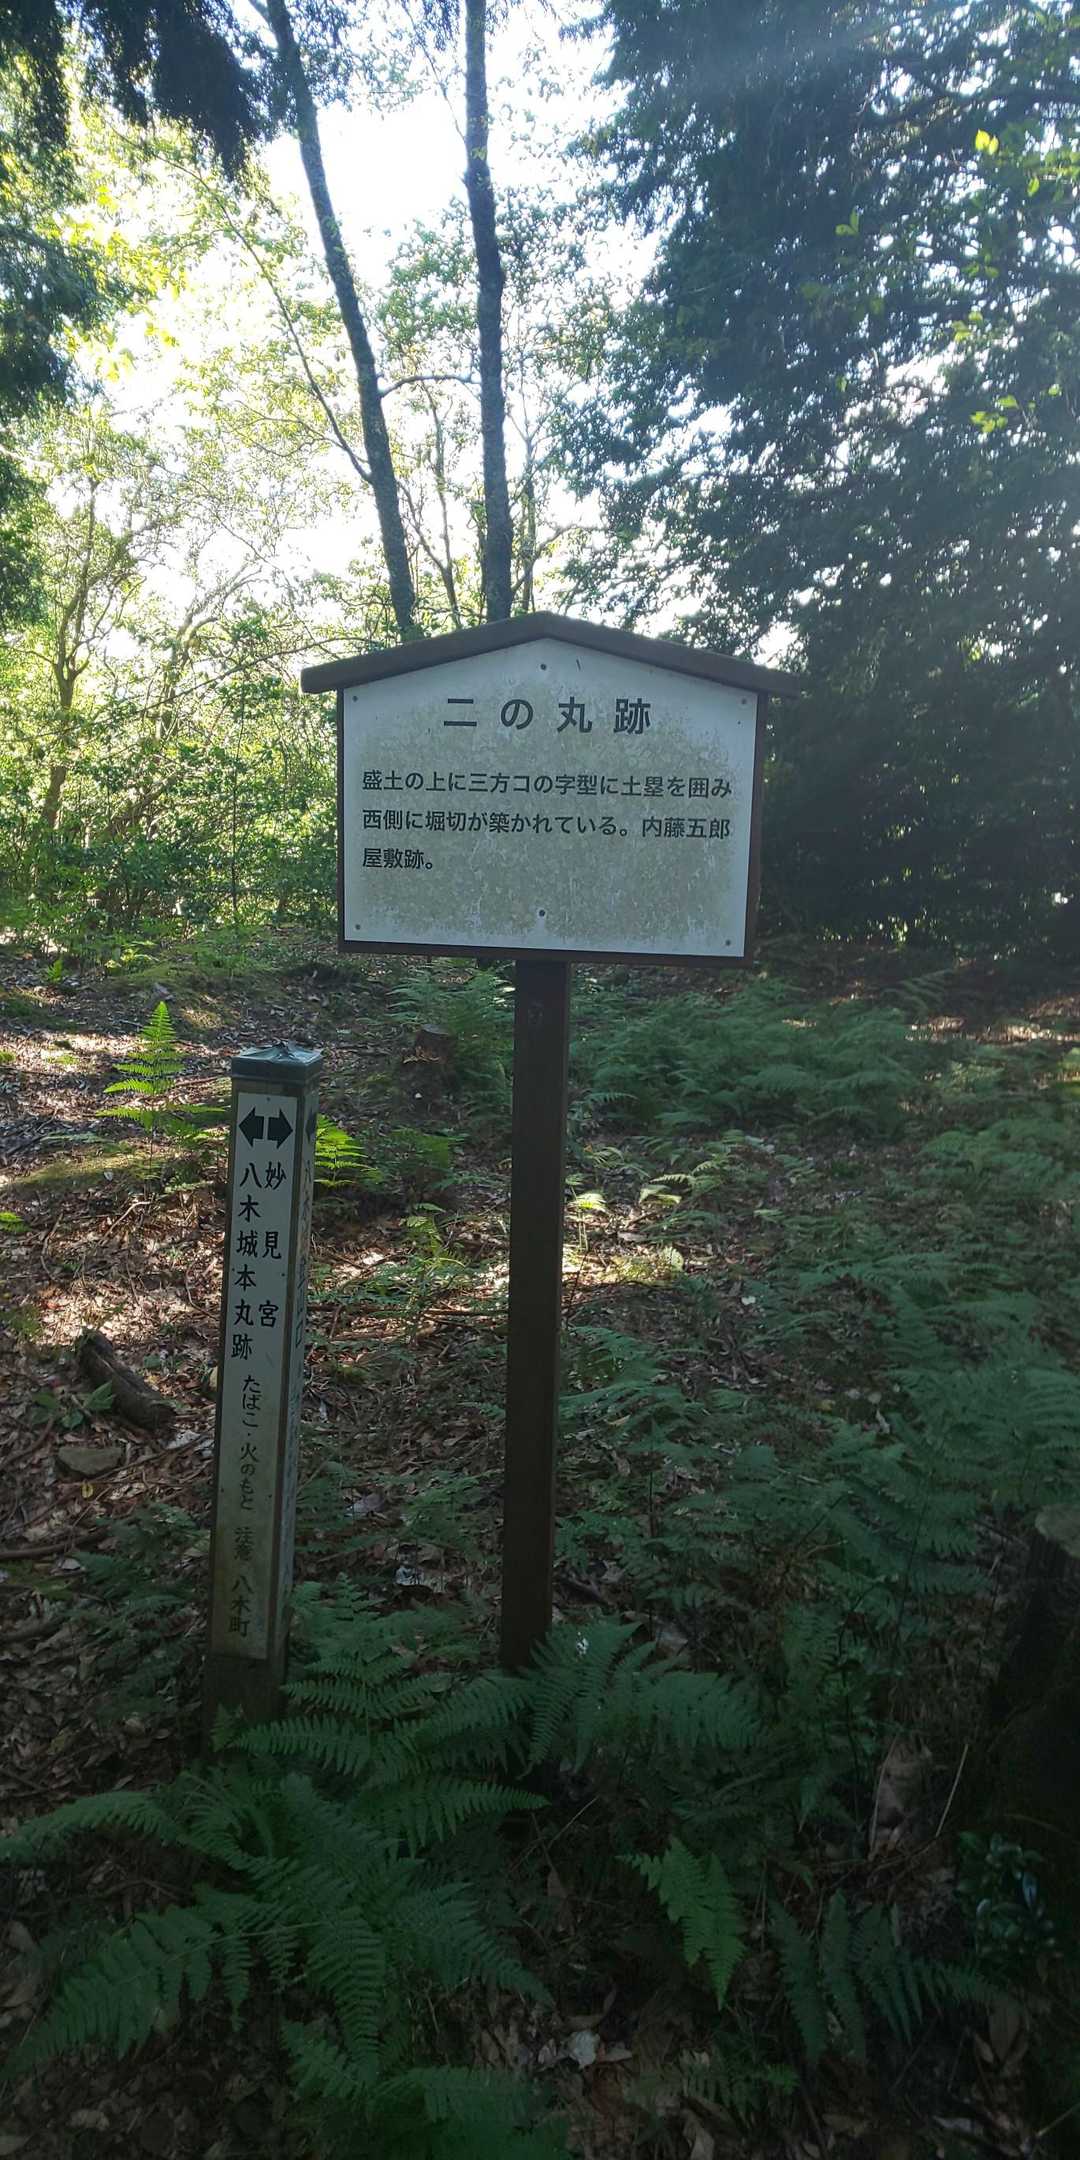 二の丸跡
盛土の上に三方コの字型に土塁を囲み
西側に堀切が築かれている。内藤五郎
屋敷跡。
妙見宮
八木城本丸跡
たばこ・火のもと
八木町